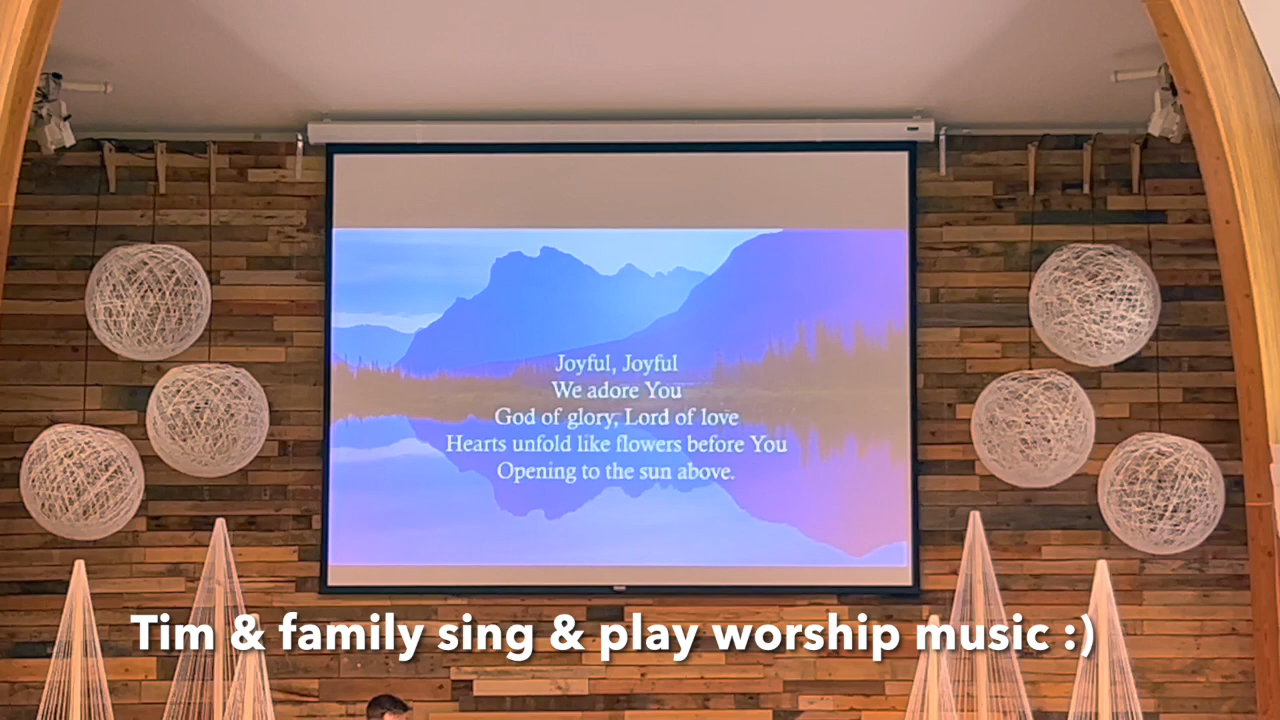 Joyful, Joyful
We adore You
God of glory, Lord of love
Hearts unfold like flowers before You
Opening to the sun above.
Tim & family sing & play worship music :)